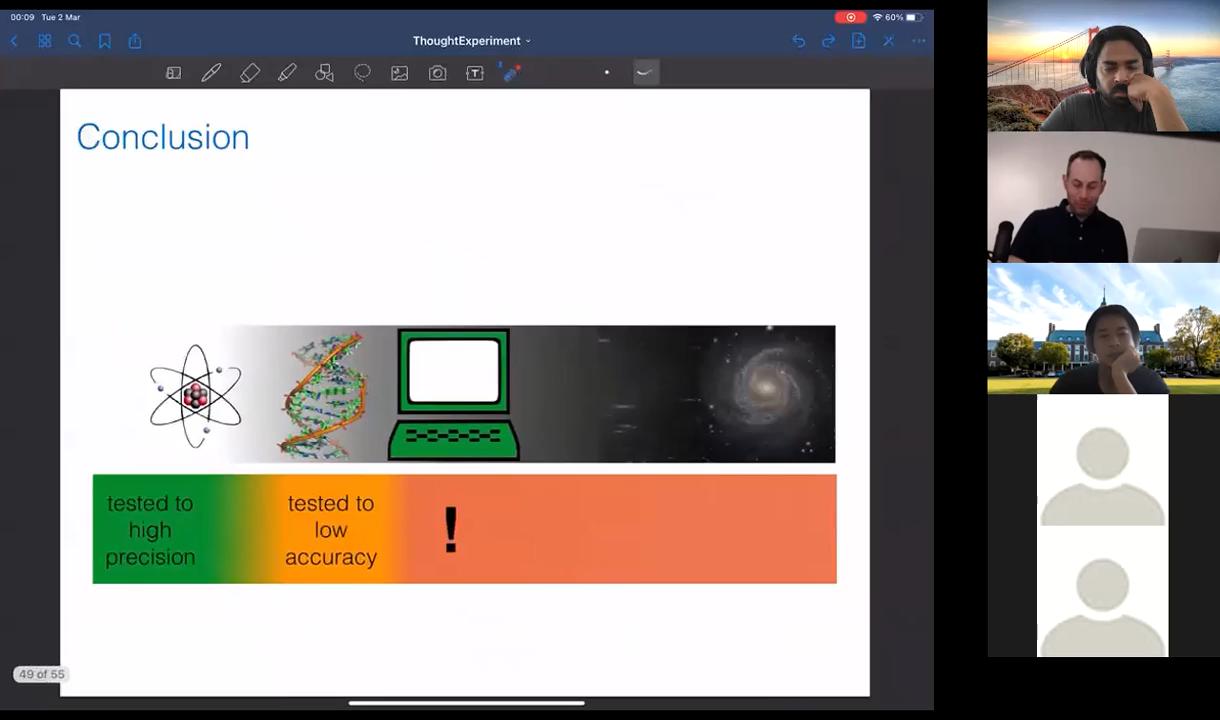 00:09 Tue 2 Mar
60%
ThoughtExperiment
T
Conclusion
tested to
high
precision
tested to
low
accuracy
!
49 of 55